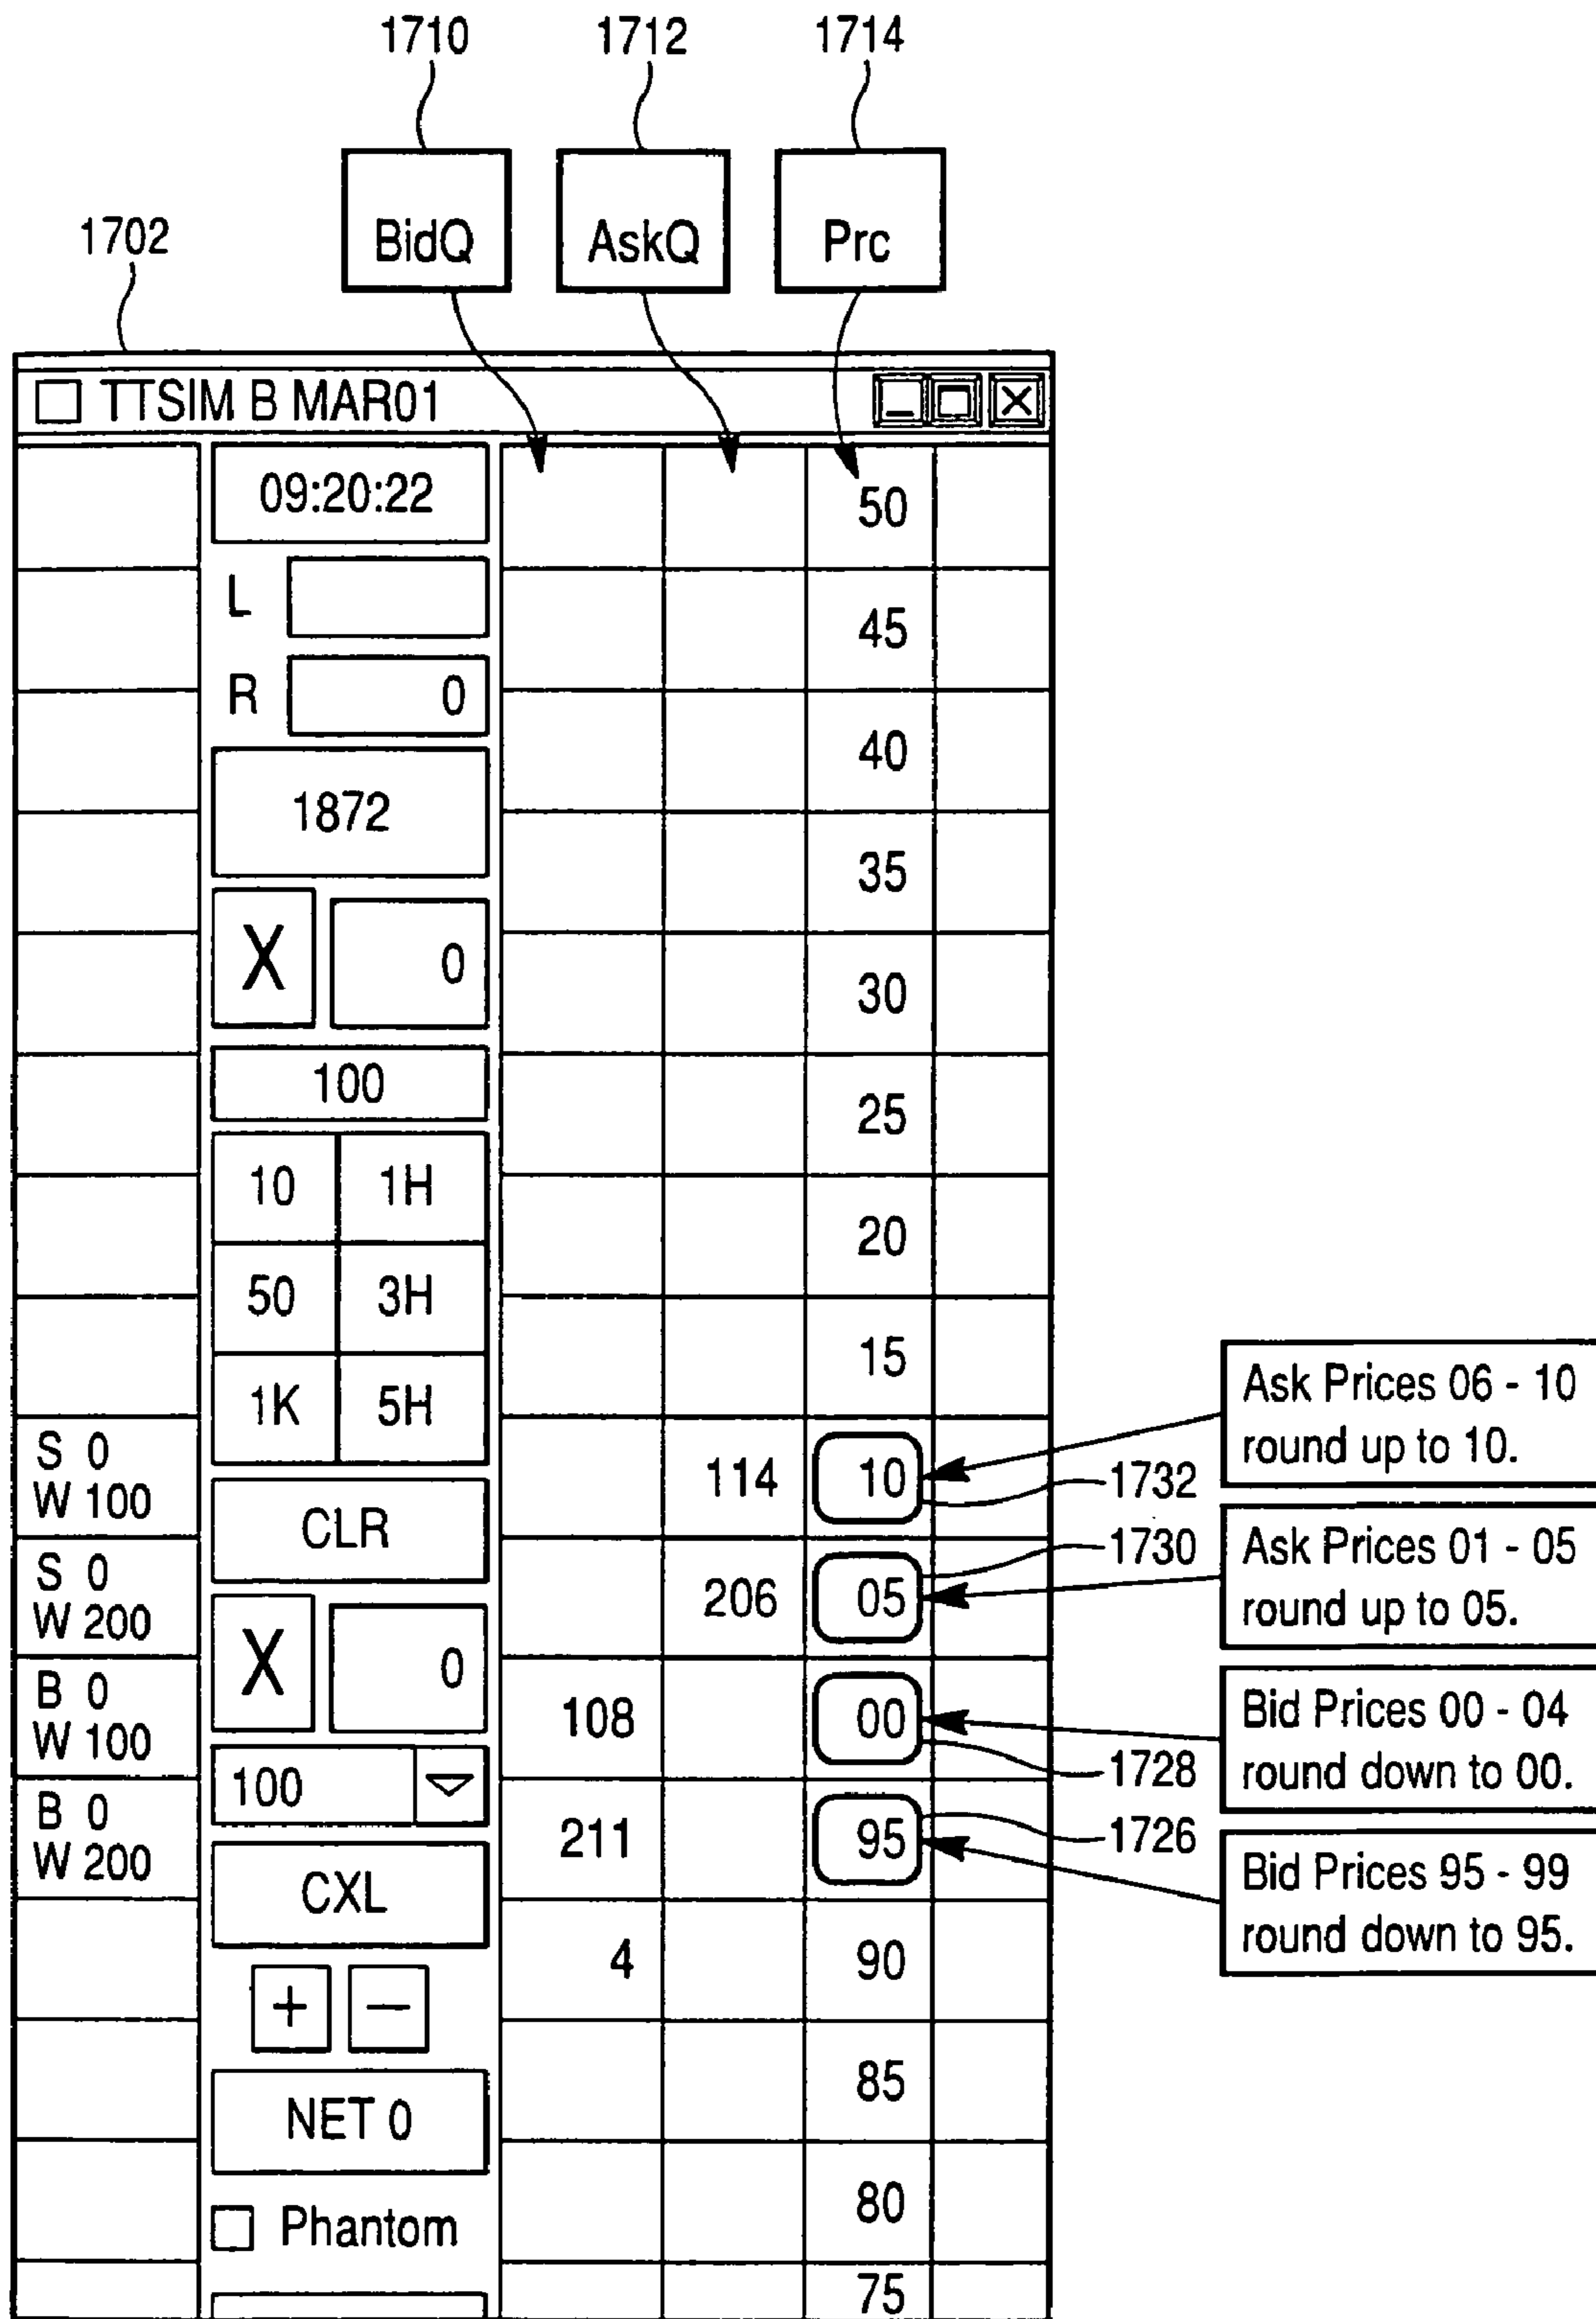 1710
1712
1714
1702
BidQ
AskQ
Prc
TTSIM B MAR01
09:20:22
50
L
45
R 0
40
1872
35
X 0
30
100
25
10 1H
20
50 3H
15
1K 5H
S 0
W 100
114 10
1732
Ask Prices 06 - 10
round up to 10.
CLR
S 0
W 200
206 05
1730
Ask Prices 01 - 05
round up to 05.
X 0
B 0
W 100
108 00
1728
Bid Prices 00 - 04
round down to 00.
100
B 0
W 200
211 95
1726
Bid Prices 95 - 99
round down to 95.
CXL
4 90
+ −
85
NET 0
80
Phantom
75